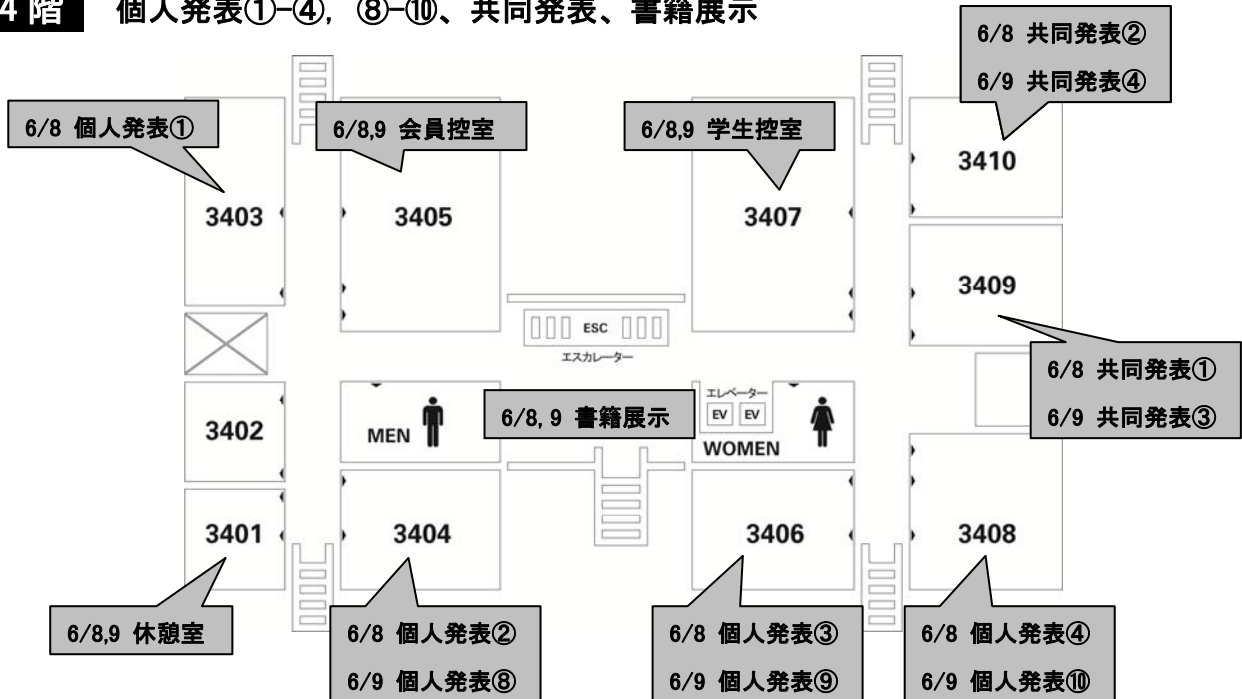 4 階 個人発表①-④, ⑧-⑩、共同発表、書籍展示
6/8 共同発表②
6/9 共同発表④
6/8 個人発表①
6/8,9 会員控室
6/8,9 学生控室
3410
3403
3405
3407
3409
ESC
エスカレーター
6/8 共同発表①
6/9 共同発表③
エレベーター
EV EV
6/8, 9 書籍展示
3402
MEN
WOMEN
3401
3404
3406
3408
6/8,9 休憩室
6/8 個人発表②
6/9 個人発表⑧
6/8 個人発表③
6/9 個人発表⑨
6/8 個人発表④
6/9 個人発表⑩